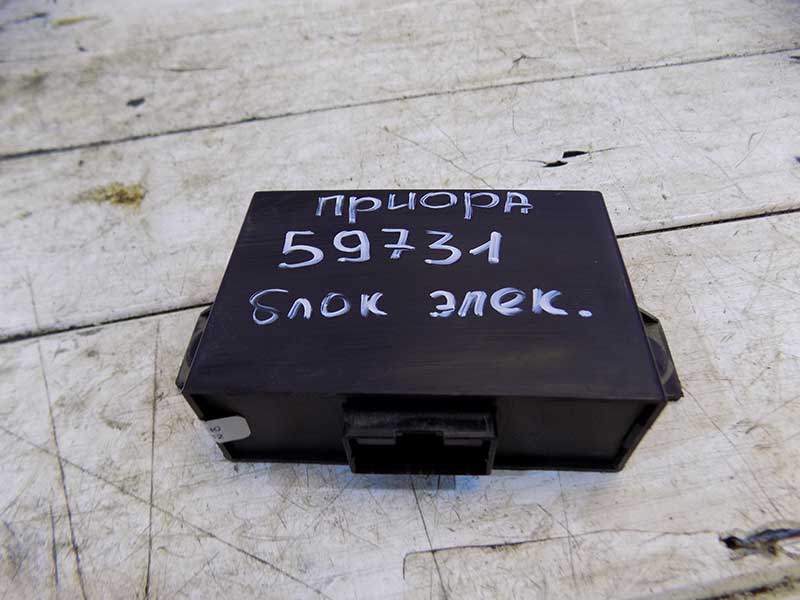 приора
59731
блок элек.